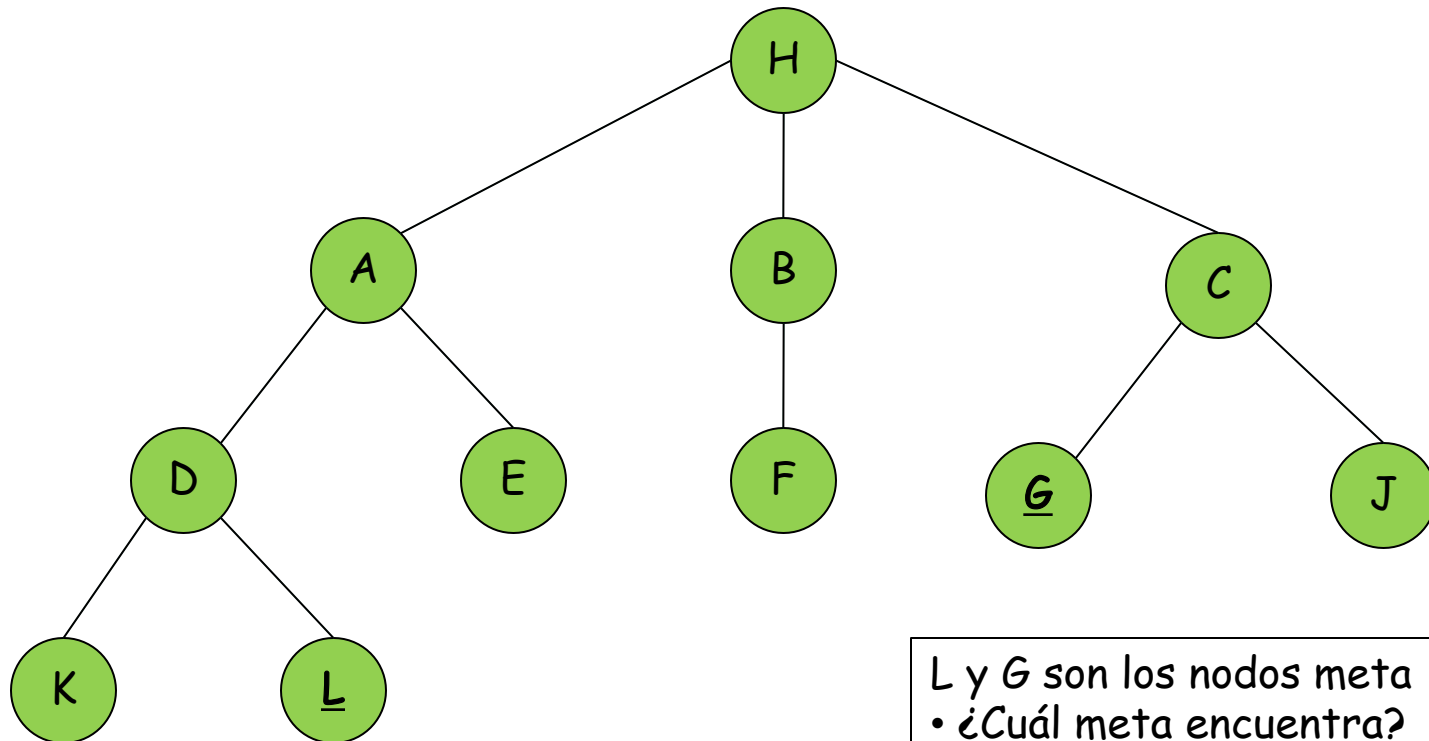 H
A
B
C
D
E
F
G
J
K
L
L y G son los nodos meta
• ¿Cuál meta encuentra?